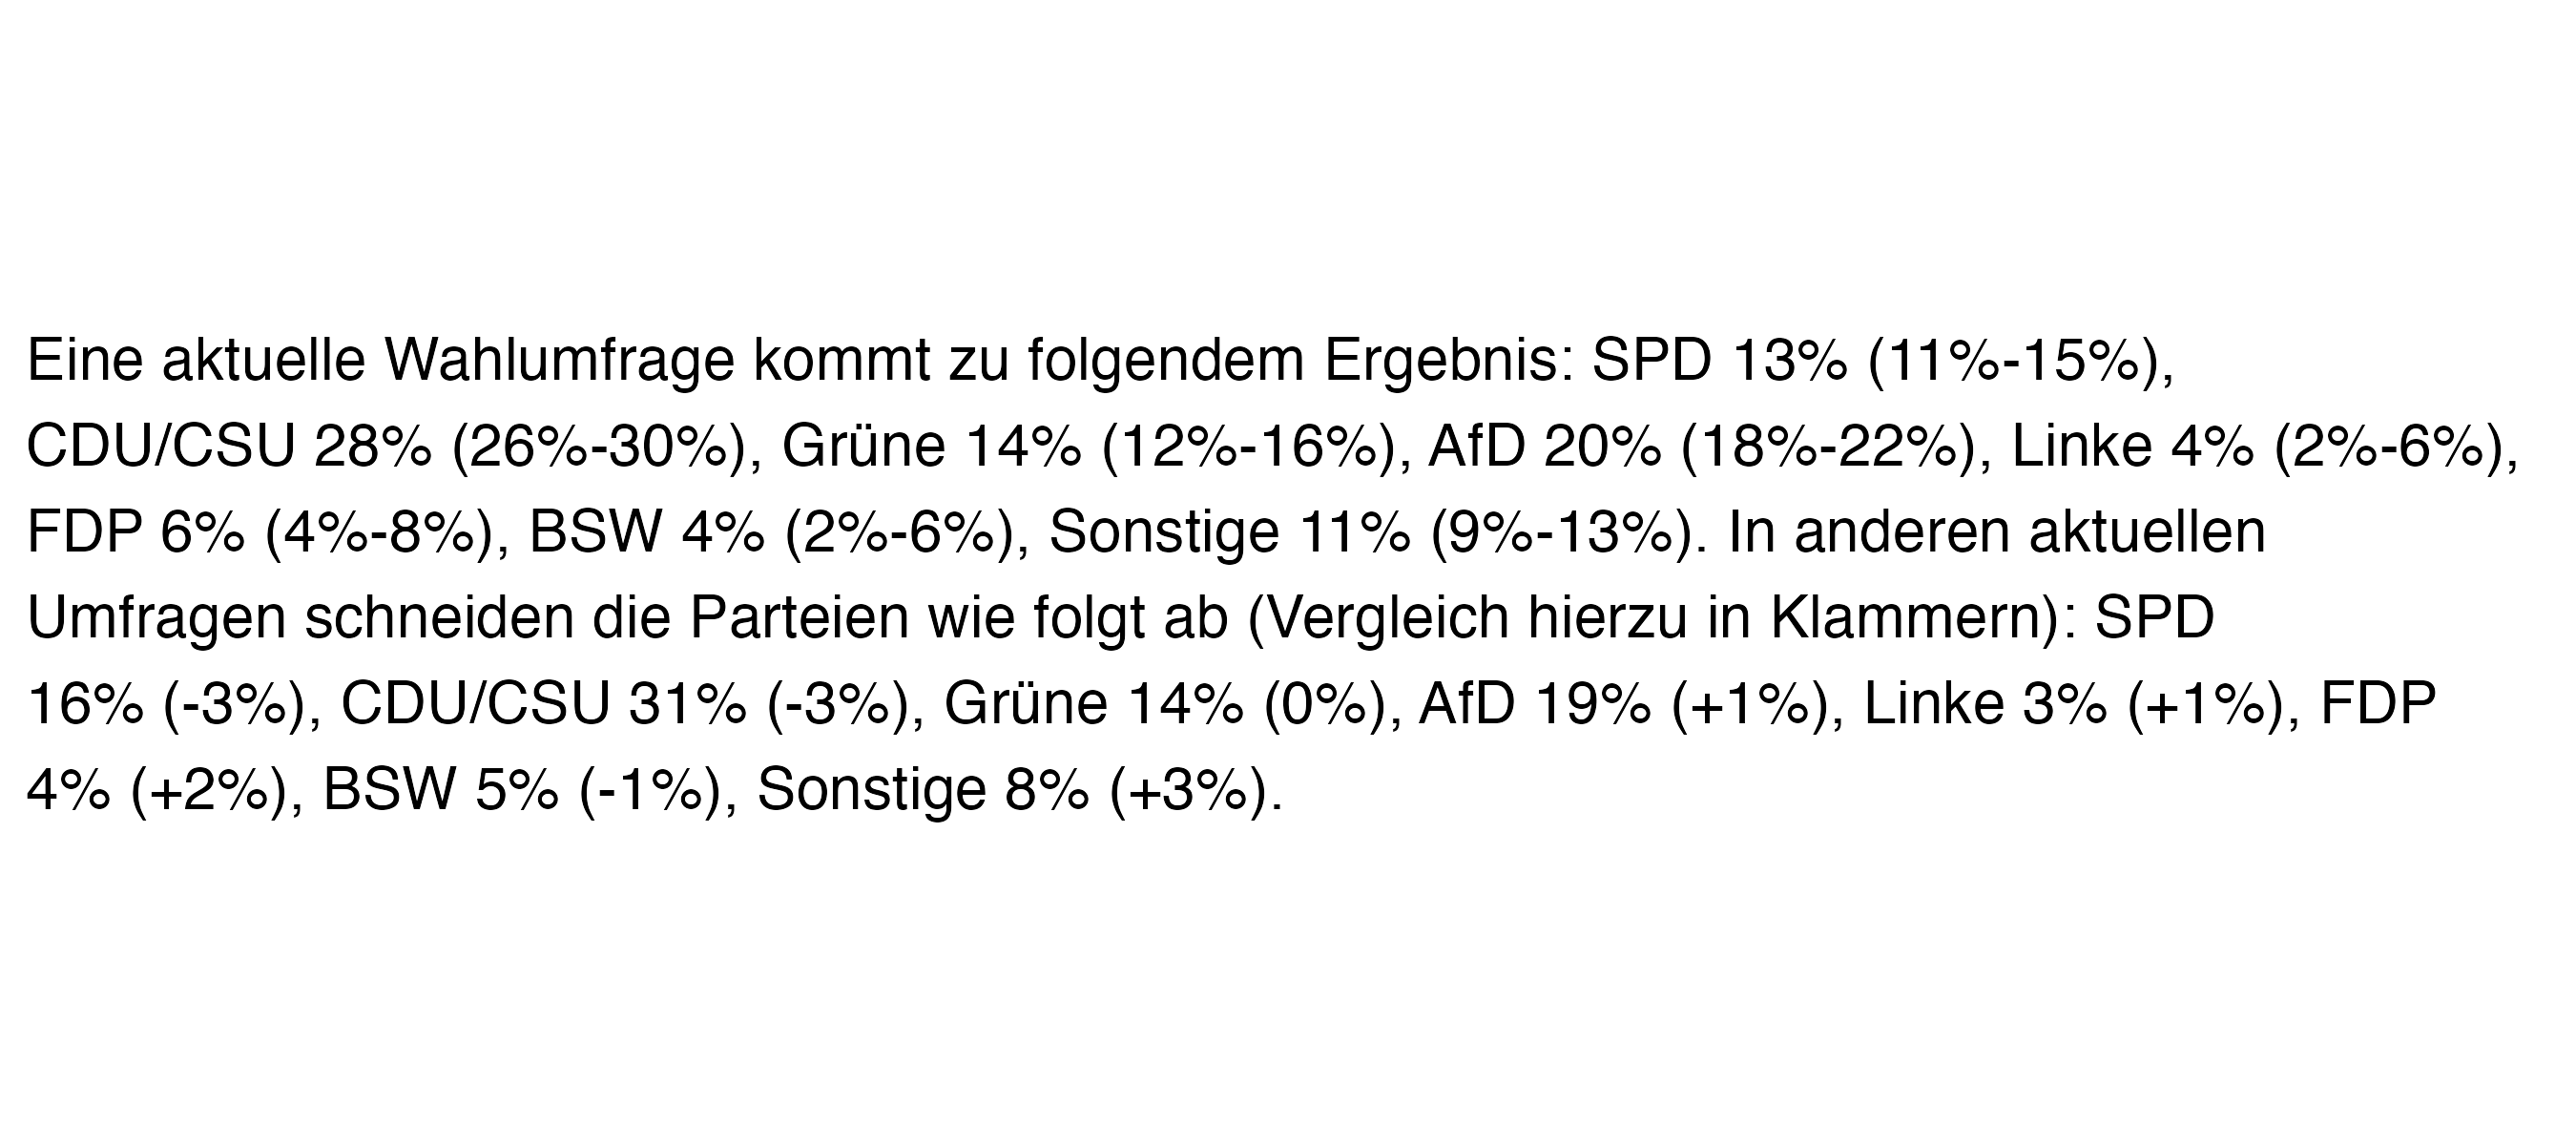 Eine aktuelle Wahlumfrage kommt zu folgendem Ergebnis: SPD 13% (11%-15%),
CDU/CSU 28% (26%-30%), Grüne 14% (12%-16%), AfD 20% (18%-22%), Linke 4% (2%-6%),
FDP 6% (4%-8%), BSW 4% (2%-6%), Sonstige 11% (9%-13%). In anderen aktuellen
Umfragen schneiden die Parteien wie folgt ab (Vergleich hierzu in Klammern): SPD
16% (-3%), CDU/CSU 31% (-3%), Grüne 14% (0%), AfD 19% (+1%), Linke 3% (+1%), FDP
4% (+2%), BSW 5% (-1%), Sonstige 8% (+3%).